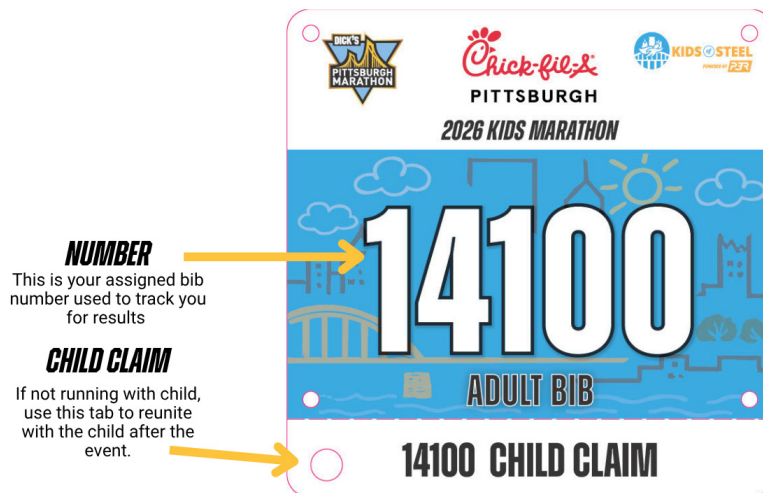 DICK'S
PITTSBURGH
MARATHON
Chick-fil-A
PITTSBURGH
KIDS OF STEEL
POWERED BY P3R
2026 KIDS MARATHON
NUMBER
This is your assigned bib
number used to track you
for results
14100
CHILD CLAIM
If not running with child,
use this tab to reunite
with the child after the
event.
ADULT BIB
14100 CHILD CLAIM